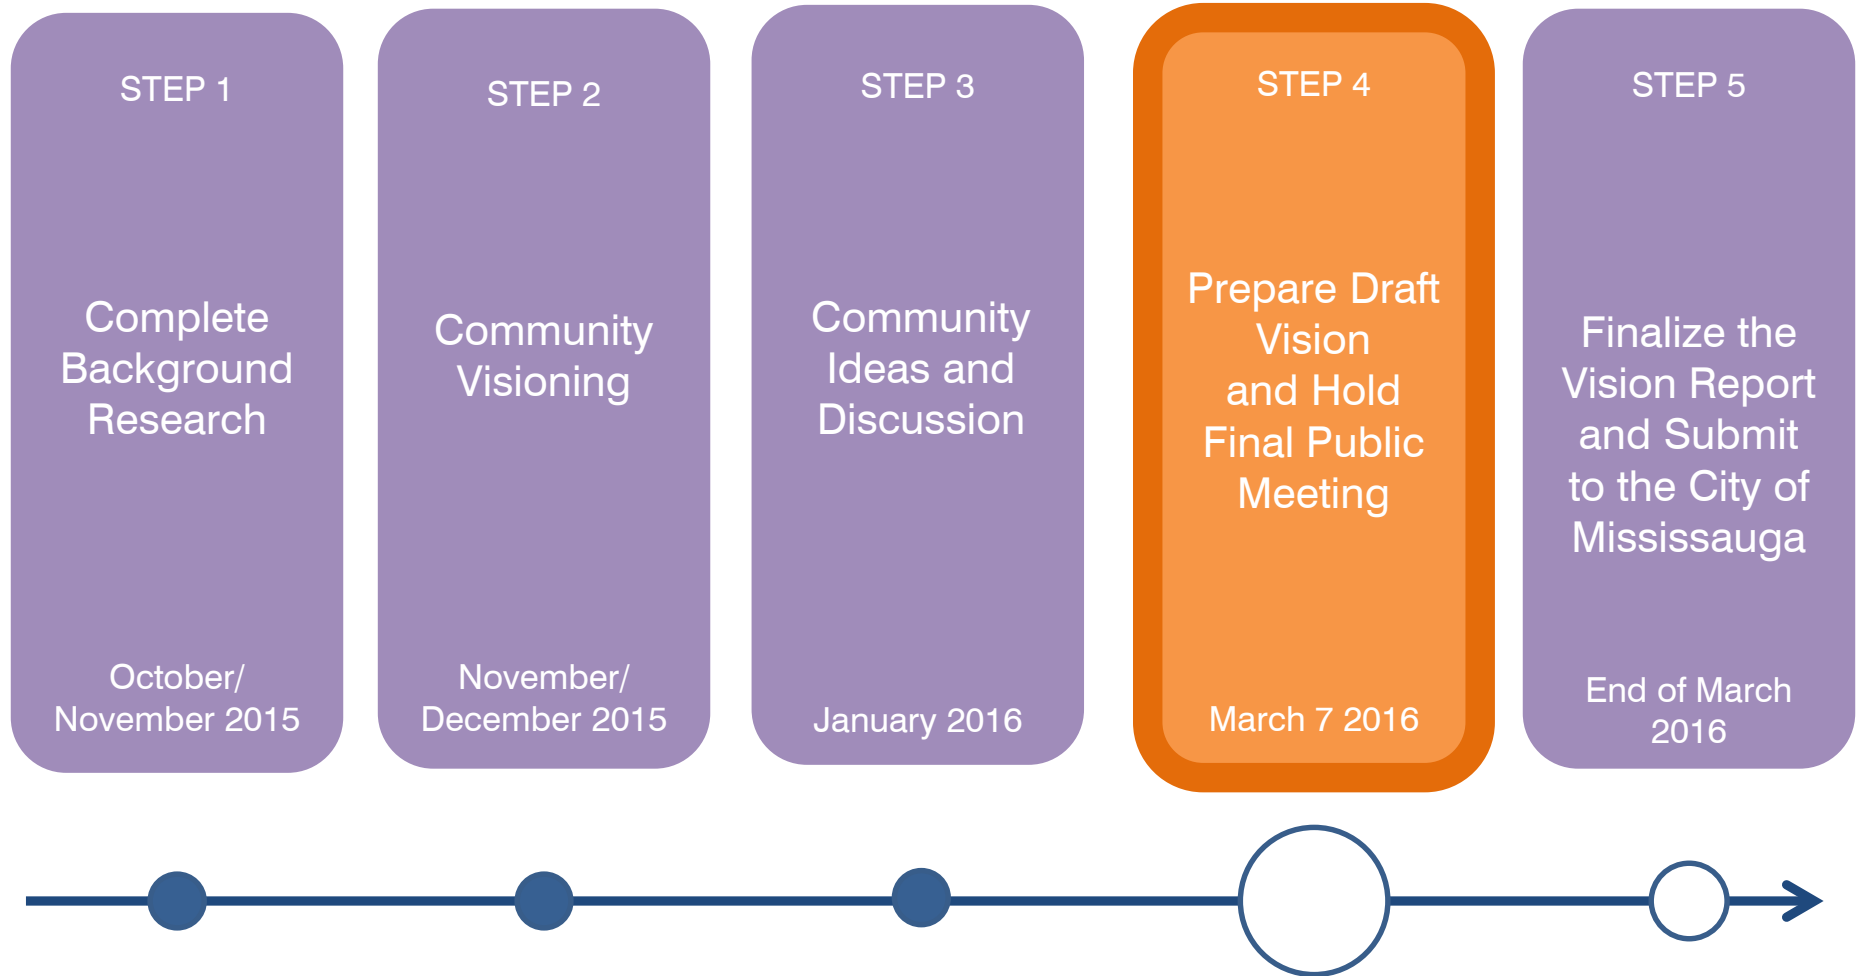 STEP 1
Complete
Background
Research
October/
November 2015
STEP 2
Community
Visioning
November/
December 2015
STEP 3
Community
Ideas and
Discussion
January 2016
STEP 4
Prepare Draft
Vision
and Hold
Final Public
Meeting
March 7 2016
STEP 5
Finalize the
Vision Report
and Submit
to the City of
Mississauga
End of March
2016